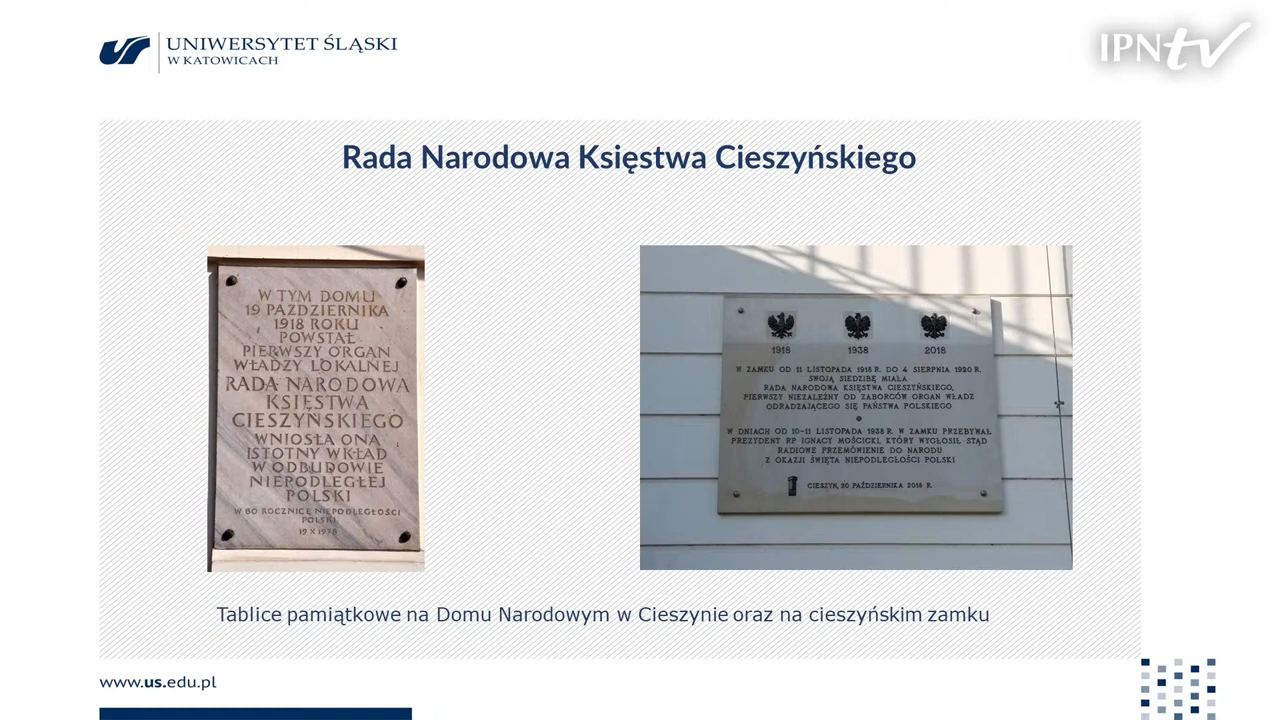 UNIWERSYTET ŚLĄSKI
W KATOWICACH
IPNtv
Rada Narodowa Księstwa Cieszyńskiego
W TYM DOMU
19 PAŹDZIERNIKA
1918 ROKU
POWSTAŁ
PIERWSZY ORGAN
WŁADZY LOKALNEJ
RADA NARODOWA
KSIĘSTWA
CIESZYŃSKIEGO
WNIOSŁA ONA
ISTOTNY WKŁAD
W ODBUDOWIE
NIEPODLEGŁEJ
POLSKI
W 80 ROCZNICĘ NIEPODLEGŁOŚCI
POLSKI
1918 1938 2018
W ZAMKU OD 11 LISTOPADA 1918 R. DO 4 SIERPNIA 1920 R.
SWOJĄ SIEDZIBĘ MIAŁA
RADA NARODOWA KSIĘSTWA CIESZYŃSKIEGO,
PIERWSZY NIEZALEŻNY OD ZABORCÓW ORGAN WŁADZ
ODRADZAJĄCEGO SIĘ PAŃSTWA POLSKIEGO
W DNIACH OD 10-11 LISTOPADA 1938 R. W ZAMKU PRZEBYWAŁ
PREZYDENT RP IGNACY MOŚCICKI, KTÓRY WYGŁOSIŁ STĄD
RADIOWE PRZEMÓWIENIE DO NARODU
Z OKAZJI ŚWIĘTA NIEPODLEGŁOŚCI POLSKI
CIESZYN, 20 PAŹDZIERNIKA 2018 R.
Tablice pamiątkowe na Domu Narodowym w Cieszynie oraz na cieszyńskim zamku
www.us.edu.pl